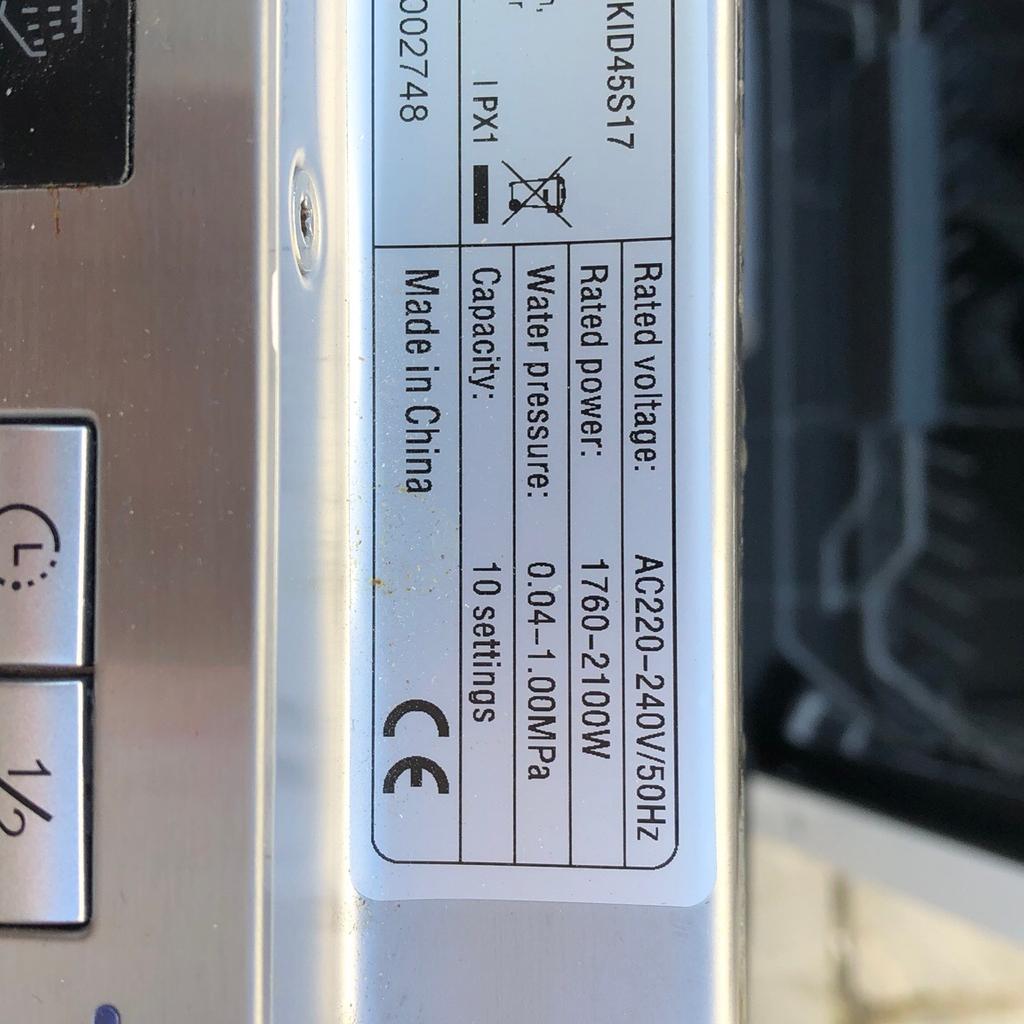 KID45S17
IPX1
002748
Rated voltage: AC220-240V/50Hz
Rated power: 1760-2100W
Water pressure: 0.04-1.00MPa
Capacity: 10 settings
Made in China CE
1/2